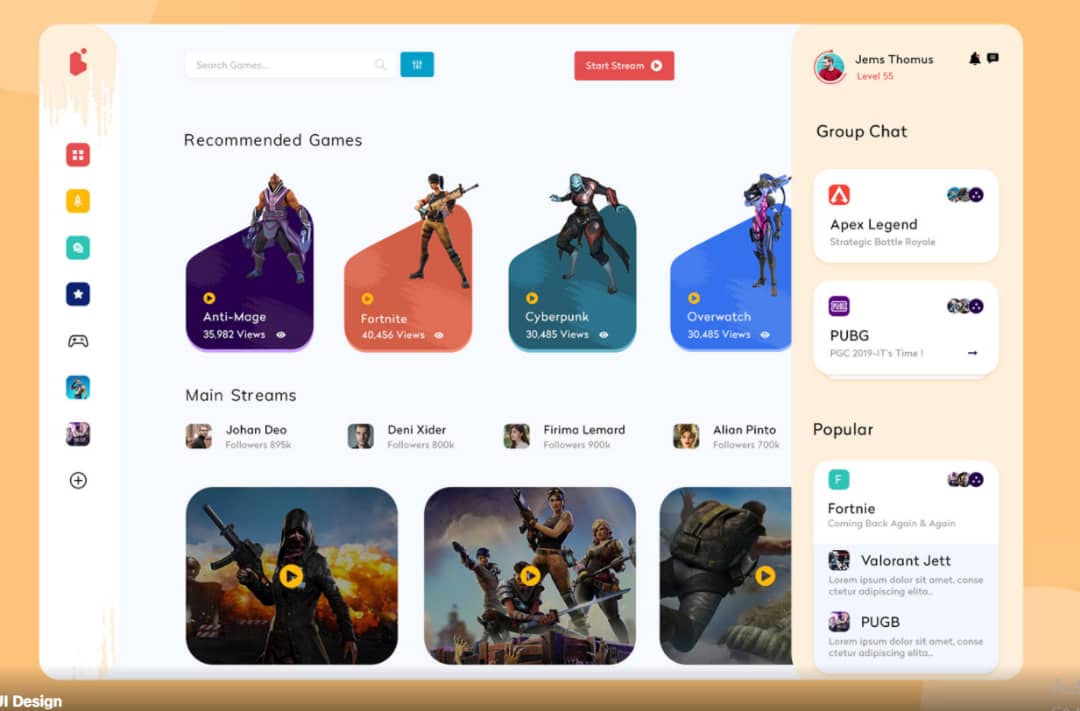 Search Games...
Start Stream
Jems Thomus
Level 55
Recommended Games
Anti-Mage
35,982 Views
Fortnite
40,456 Views
Cyberpunk
30,485 Views
Overwatch
30,485 Views
Main Streams
Johan Deo
Followers 895k
Deni Xider
Followers 800k
Firima Lemard
Followers 900k
Alian Pinto
Followers 700k
Group Chat
Apex Legend
Strategic Battle Royale
PUBG
PGC 2019-IT's Time !
Popular
F
Fortnie
Coming Back Again & Again
Valorant Jett
Lorem ipsum dolor sit amet, conse
ctetur adipiscing elita..
PUGB
Lorem ipsum dolor sit amet, conse
ctetur adipiscing elita..
UI Design